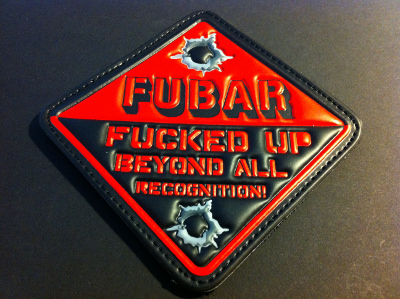 FUBAR
FUCKED UP
BEYOND ALL
RECOGNITION!